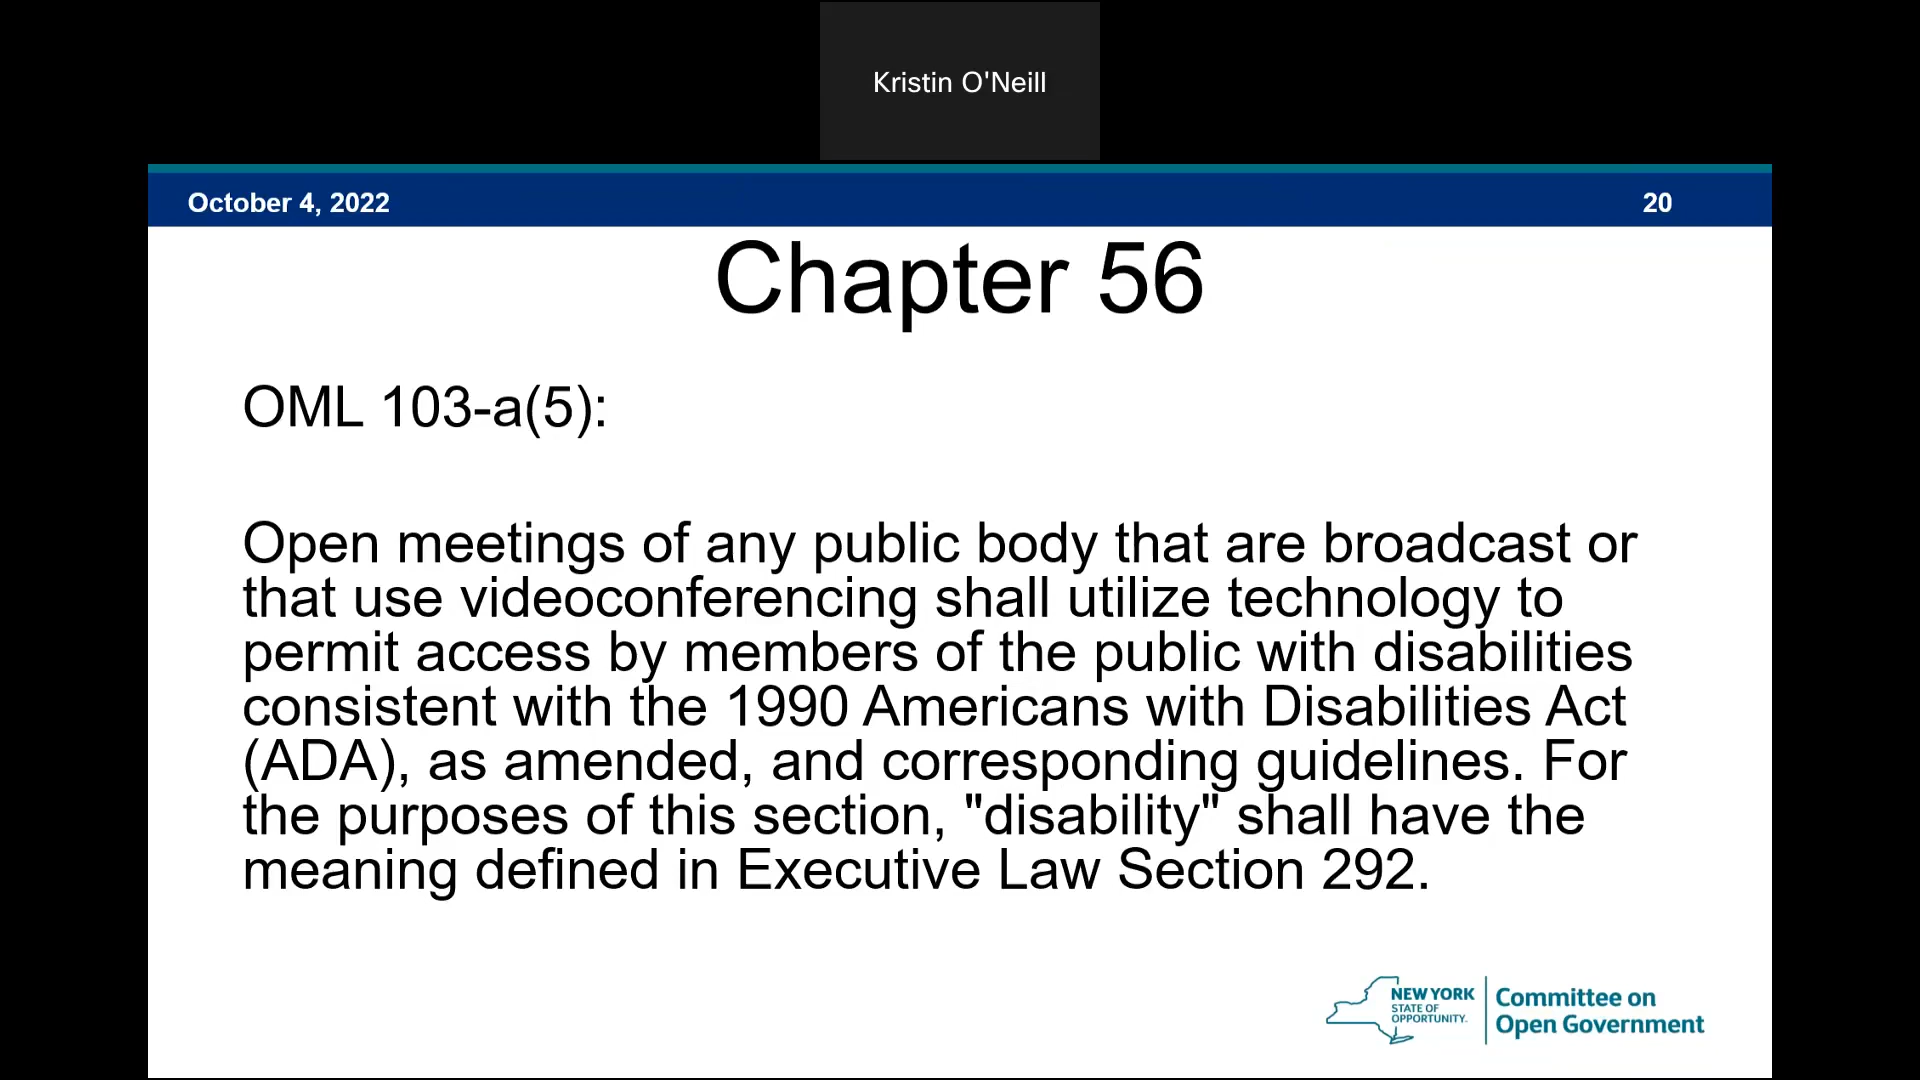 Kristin O'Neill
October 4, 2022
20
Chapter 56
OML 103-a(5):
Open meetings of any public body that are broadcast or
that use videoconferencing shall utilize technology to
permit access by members of the public with disabilities
consistent with the 1990 Americans with Disabilities Act
(ADA), as amended, and corresponding guidelines. For
the purposes of this section, "disability" shall have the
meaning defined in Executive Law Section 292.
NEW YORK
STATE OF
OPPORTUNITY.
Committee on
Open Government